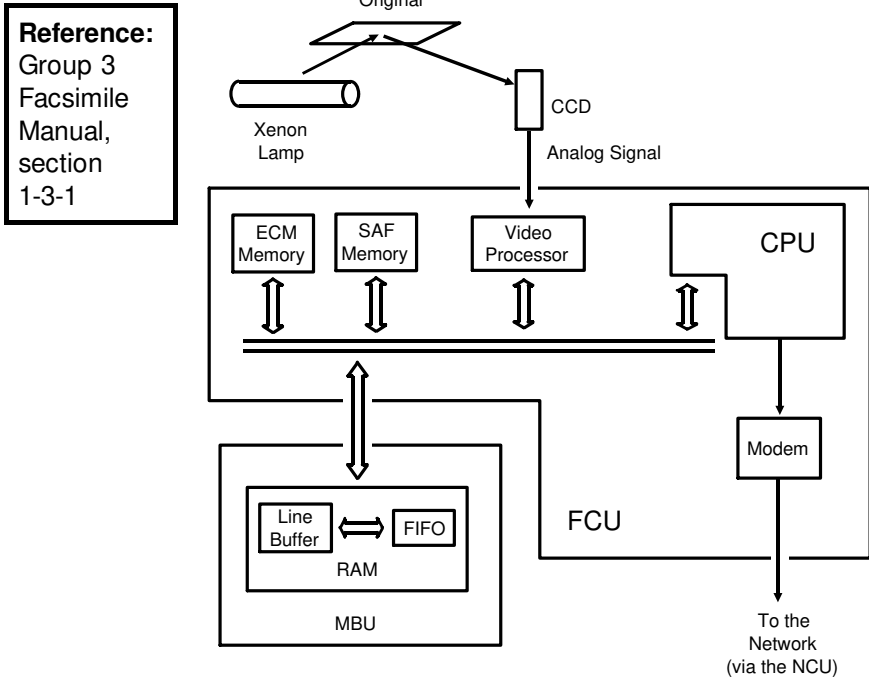 Original
Reference:
Group 3
Facsimile
Manual,
section
1-3-1
Xenon
Lamp
CCD
Analog Signal
ECM
Memory
SAF
Memory
Video
Processor
CPU
Modem
Line
Buffer
FIFO
RAM
MBU
FCU
To the
Network
(via the NCU)